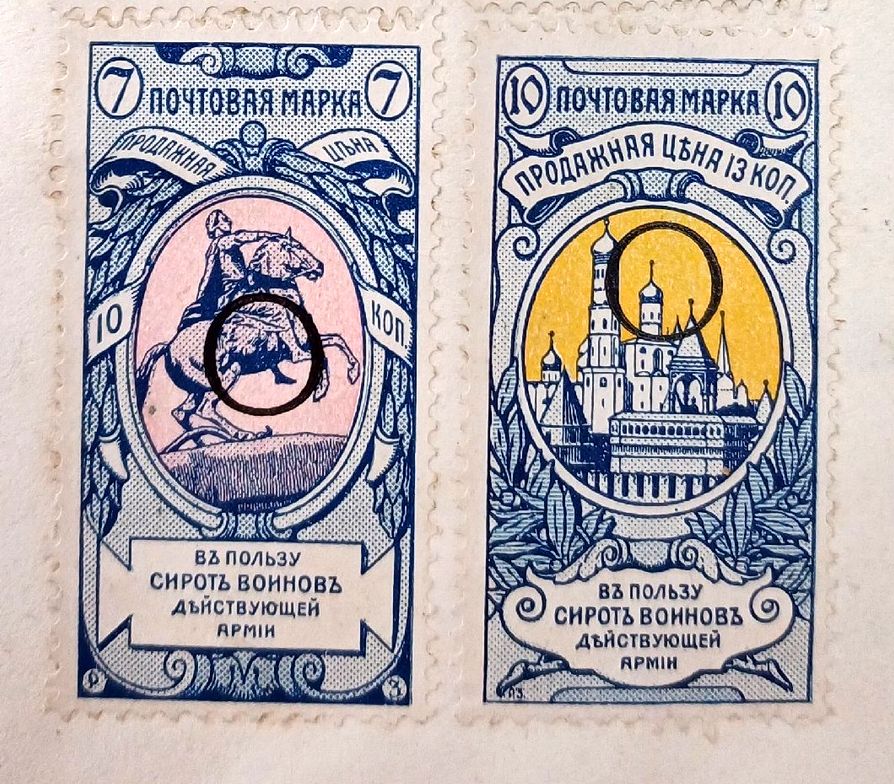 7 ПОЧТОВАЯ МАРКА 7
ПРОДАЖНАЯ ЦѢНА
10 КОП.
ВЪ ПОЛЬЗУ
СИРОТЪ ВОИНОВЪ
ДѢЙСТВУЮЩЕЙ
АРМІИ
Р М З
10 ПОЧТОВАЯ МАРКА 10
ПРОДАЖНАЯ ЦѢНА 13 КОП.
ВЪ ПОЛЬЗУ
СИРОТЪ ВОИНОВЪ
ДѢЙСТВУЮЩЕЙ
АРМІИ
РЗ